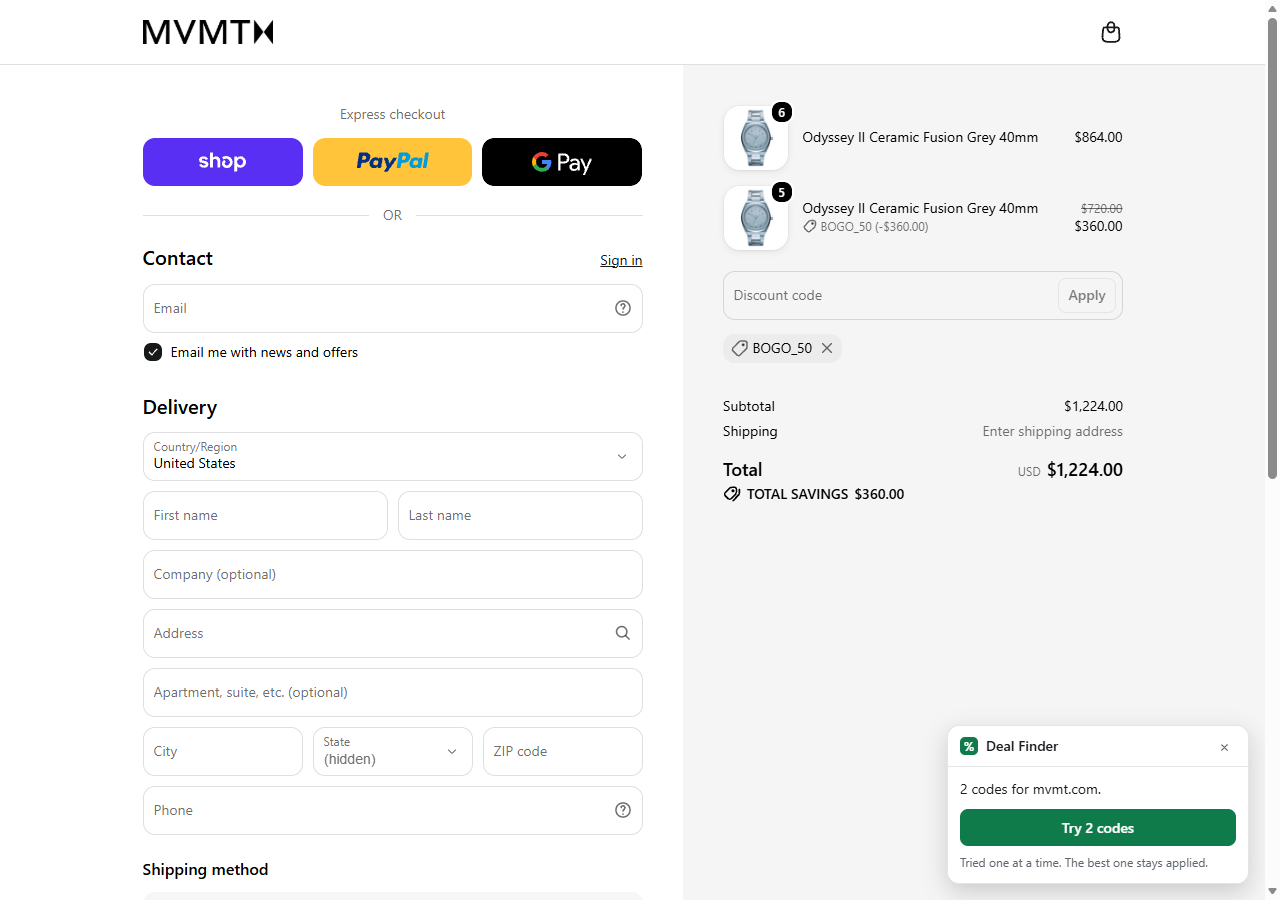 MVMT
Express checkout
shop
PayPal
G Pay
OR
Contact
Sign in
Email
Email me with news and offers
Delivery
Country/Region
United States
First name
Last name
Company (optional)
Address
Apartment, suite, etc. (optional)
City
State
(hidden)
ZIP code
Phone
Shipping method
6
Odyssey II Ceramic Fusion Grey 40mm
$864.00
5
Odyssey II Ceramic Fusion Grey 40mm
$720.00
BOGO_50 (-$360.00)
$360.00
Discount code
Apply
BOGO_50
Subtotal
$1,224.00
Shipping
Enter shipping address
Total
USD $1,224.00
TOTAL SAVINGS $360.00
% Deal Finder
×
2 codes for mvmt.com.
Try 2 codes
Tried one at a time. The best one stays applied.